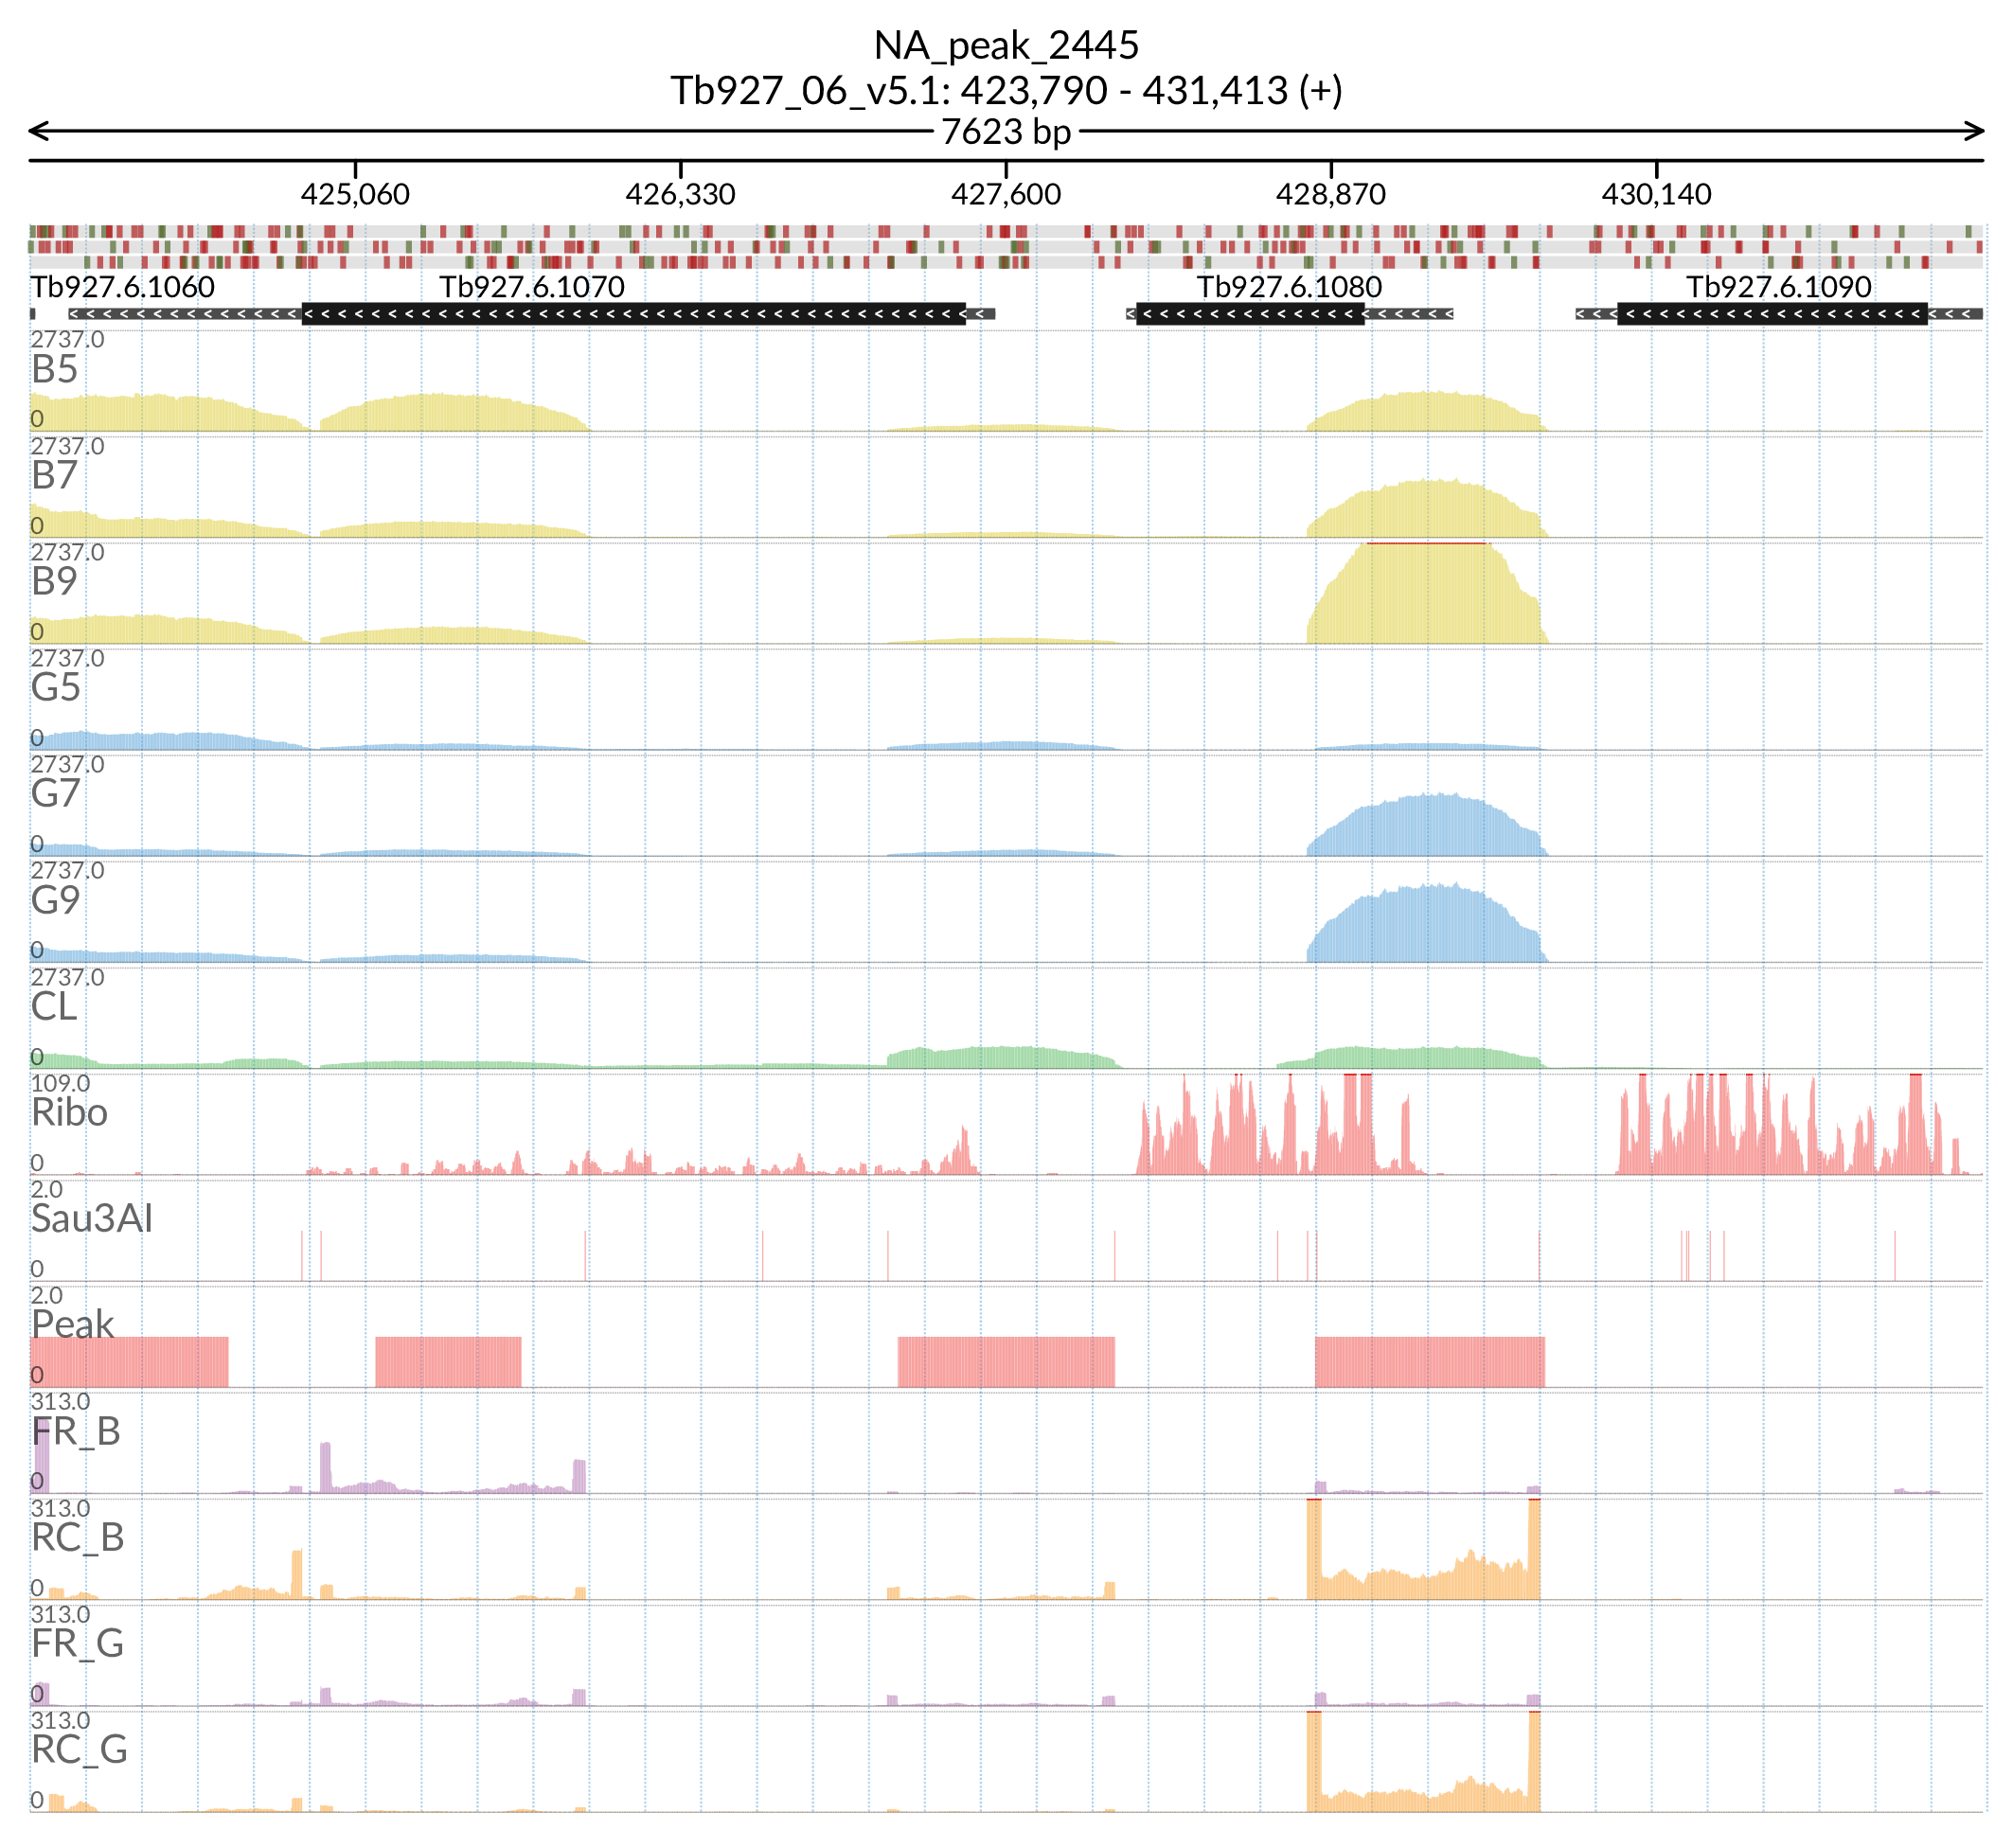 NA_peak_2445
Tb927_06_v5.1: 423,790 - 431,413 (+)
7623 bp
425,060 426,330 427,600 428,870 430,140
Tb927.6.1060 Tb927.6.1070 Tb927.6.1080 Tb927.6.1090
2737.0
B5
0
2737.0
B7
0
2737.0
B9
0
2737.0
G5
0
2737.0
G7
0
2737.0
G9
0
2737.0
CL
0
109.0
Ribo
0
2.0
Sau3AI
0
2.0
Peak
0
313.0
FR_B
0
313.0
RC_B
0
313.0
FR_G
0
313.0
RC_G
0